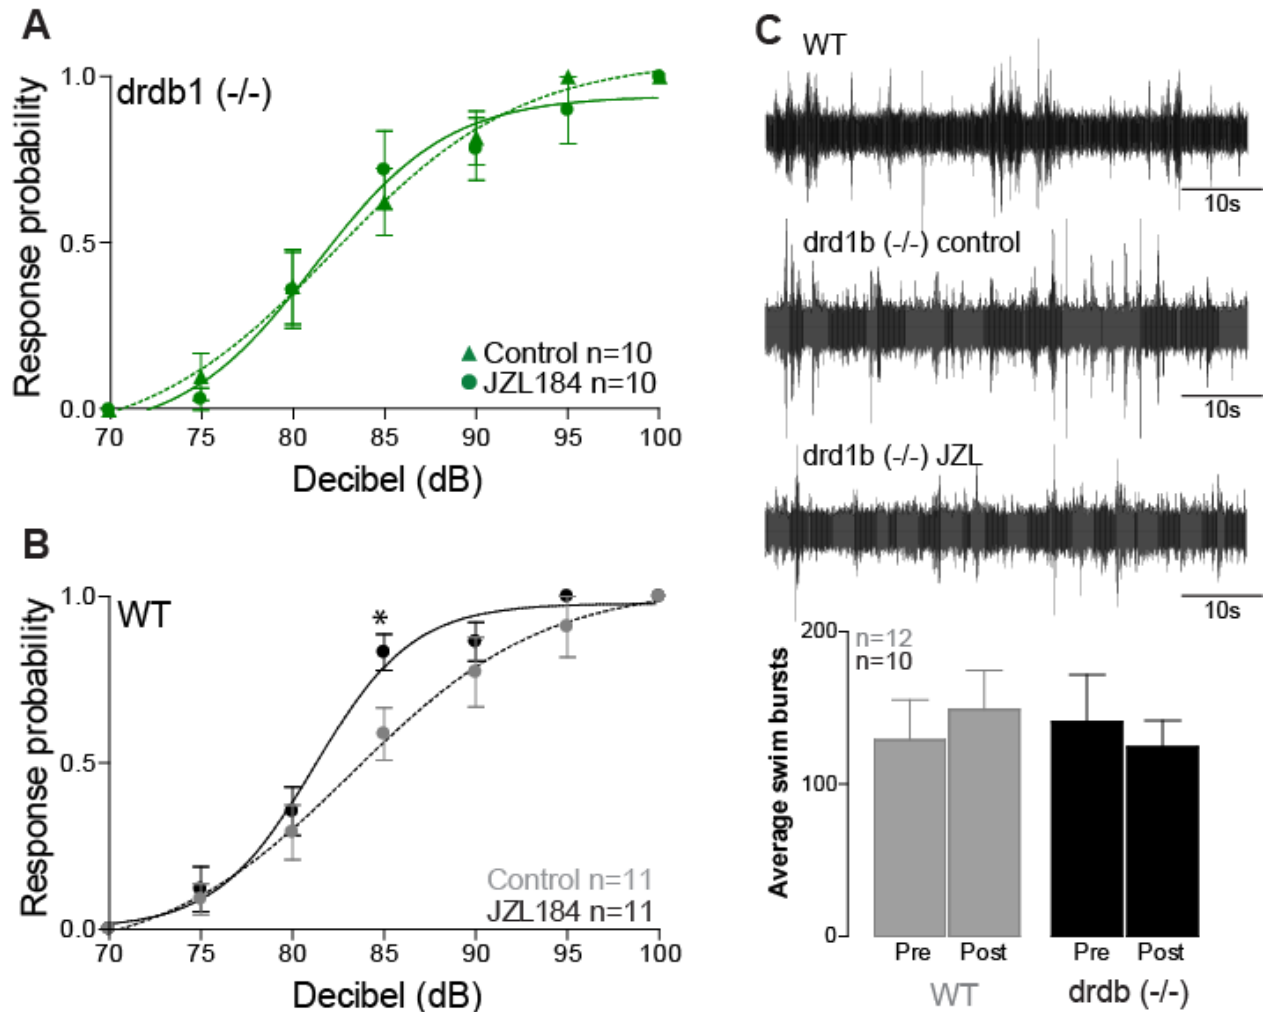 A
drdb1 (-/-)
Response probability
1.0
0.5
0.0
Control n=10
JZL184 n=10
70 75 80 85 90 95 100
Decibel (dB)
B
WT
Response probability
*
1.0
0.5
0.0
Control n=11
JZL184 n=11
70 75 80 85 90 95 100
Decibel (dB)
C
WT
10s
drd1b (-/-) control
10s
drd1b (-/-) JZL
10s
Average swim bursts
200
100
0
n=12
n=10
Pre Post Pre Post
WT drdb (-/-)